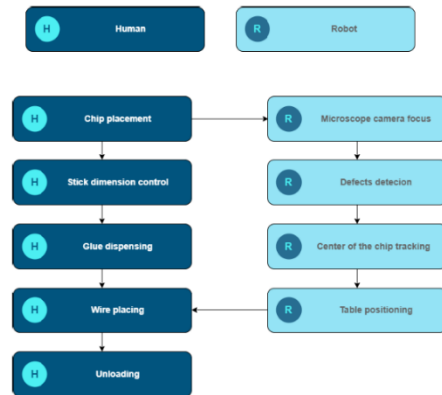 H Human
R Robot
H Chip placement
R Microscope camera focus
H Stick dimension control
R Defects detecion
H Glue dispensing
R Center of the chip tracking
H Wire placing
R Table positioning
H Unloading